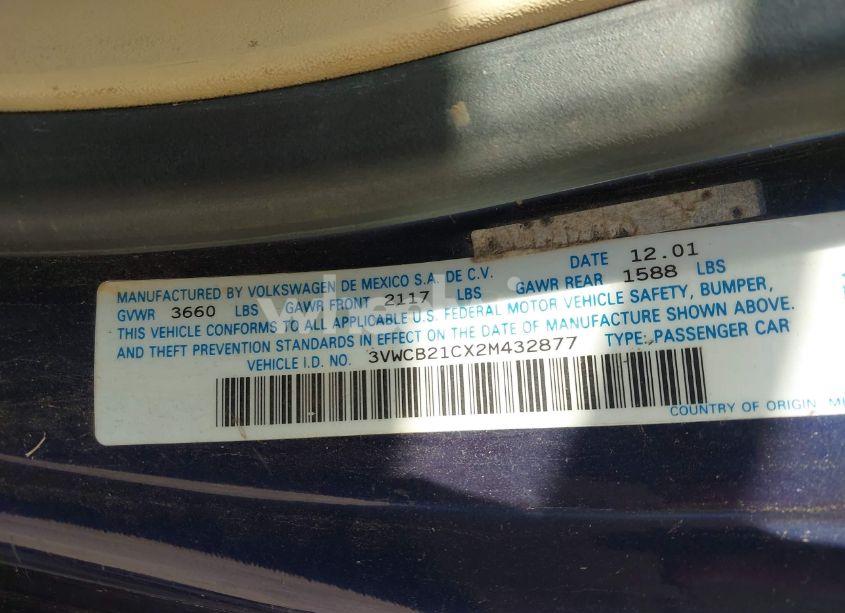 DATE 12.01
MANUFACTURED BY VOLKSWAGEN DE MEXICO S.A. DE C.V.
GVWR 3660 LBS GAWR FRONT 2117 LBS GAWR REAR 1588 LBS
THIS VEHICLE CONFORMS TO ALL APPLICABLE U.S. FEDERAL MOTOR VEHICLE SAFETY, BUMPER,
AND THEFT PREVENTION STANDARDS IN EFFECT ON THE DATE OF MANUFACTURE SHOWN ABOVE.
VEHICLE I.D. NO. 3VWCB21CX2M432877 TYPE: PASSENGER CAR
COUNTRY OF ORIGIN